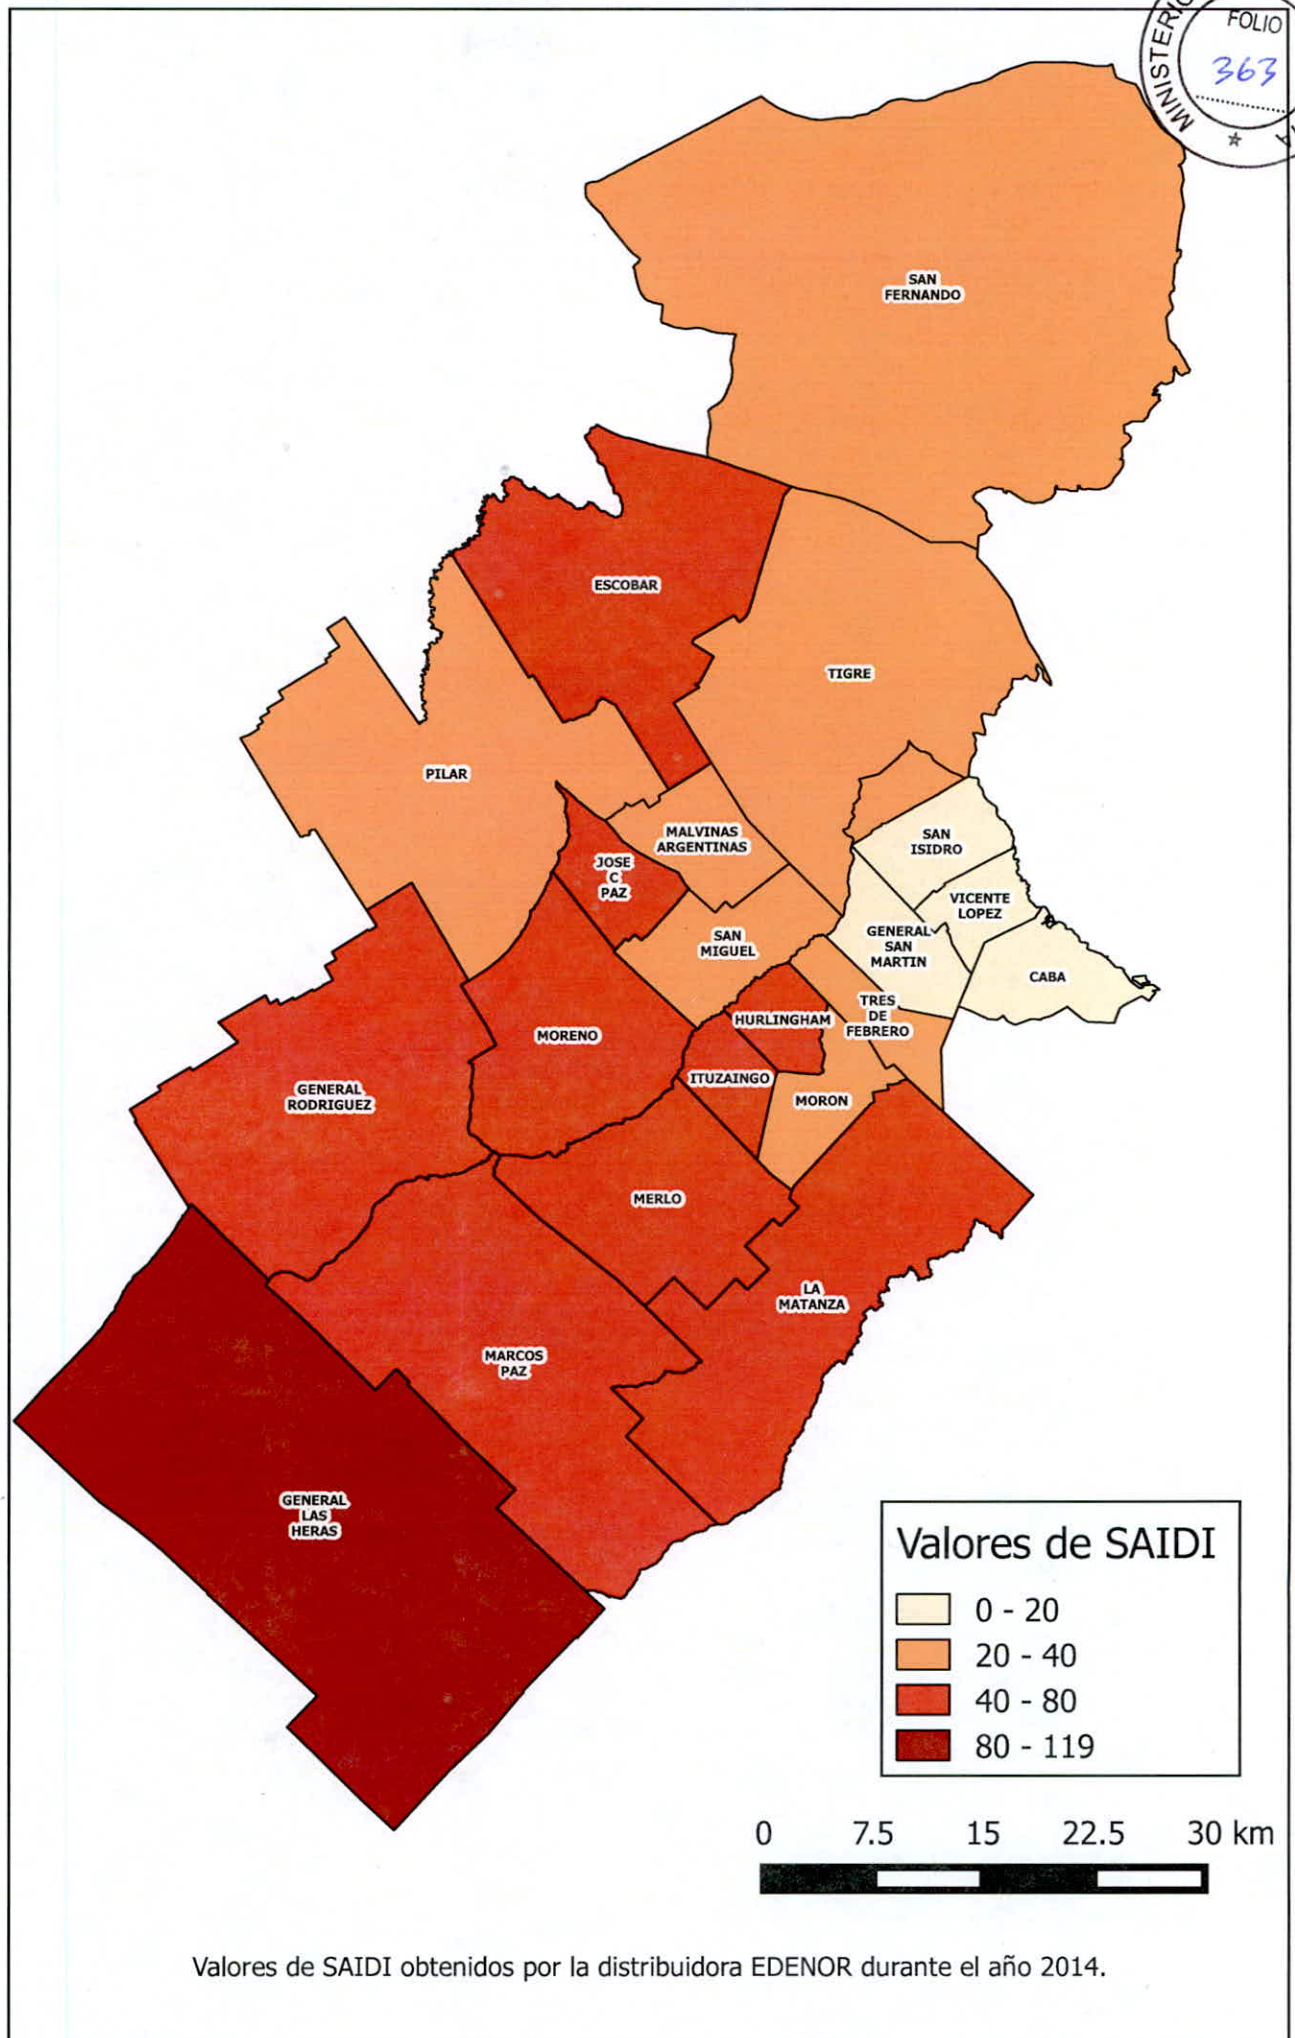 MINISTERIO
FOLIO
363
SAN
FERNANDO
ESCOBAR
TIGRE
PILAR
MALVINAS
ARGENTINAS
SAN
ISIDRO
JOSE
C
PAZ
VICENTE
LOPEZ
SAN
MIGUEL
GENERAL
SAN
MARTIN
CABA
TRES
DE
FEBRERO
HURLINGHAM
MORENO
ITUZAINGO
MORON
GENERAL
RODRIGUEZ
MERLO
LA
MATANZA
MARCOS
PAZ
GENERAL
LAS
HERAS
Valores de SAIDI
0 - 20
20 - 40
40 - 80
80 - 119
0 7.5 15 22.5 30 km
Valores de SAIDI obtenidos por la distribuidora EDENOR durante el año 2014.